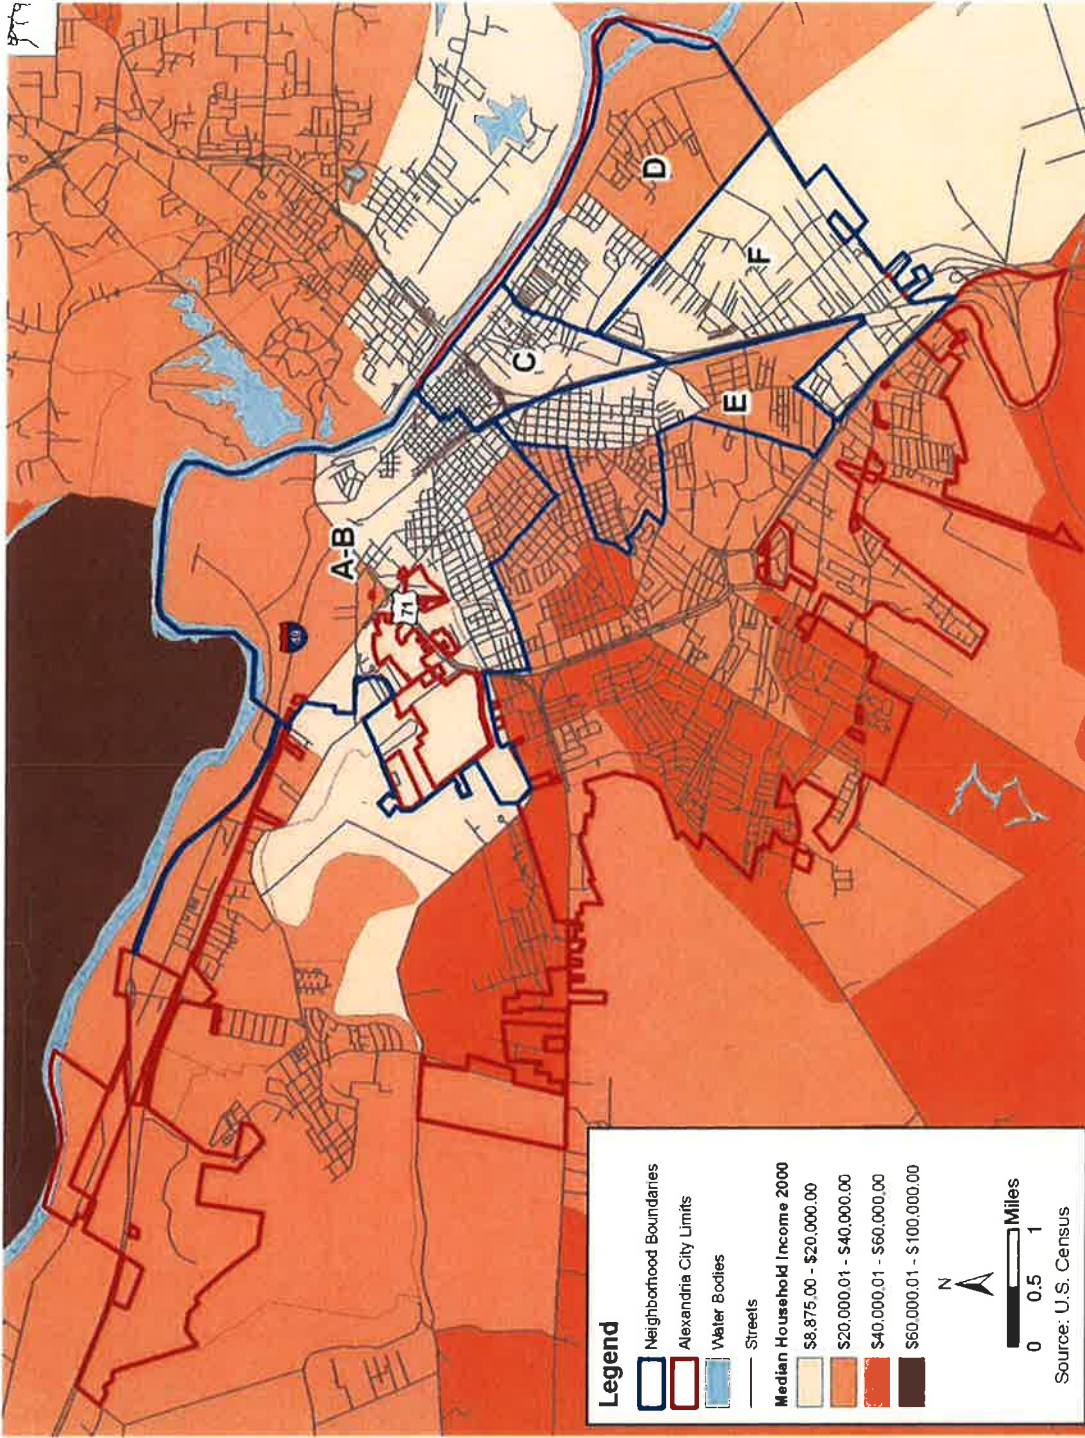 A-B
49
71
C
D
E
F
Legend
Neighborhood Boundaries
Alexandria City Limits
Water Bodies
Streets
Median Household Income 2000
$8,875.00 - $20,000.00
$20,000.01 - $40,000.00
$40,000.01 - $60,000.00
$60,000.01 - $100,000.00
N
0 0.5 1 Miles
Source: U.S. Census